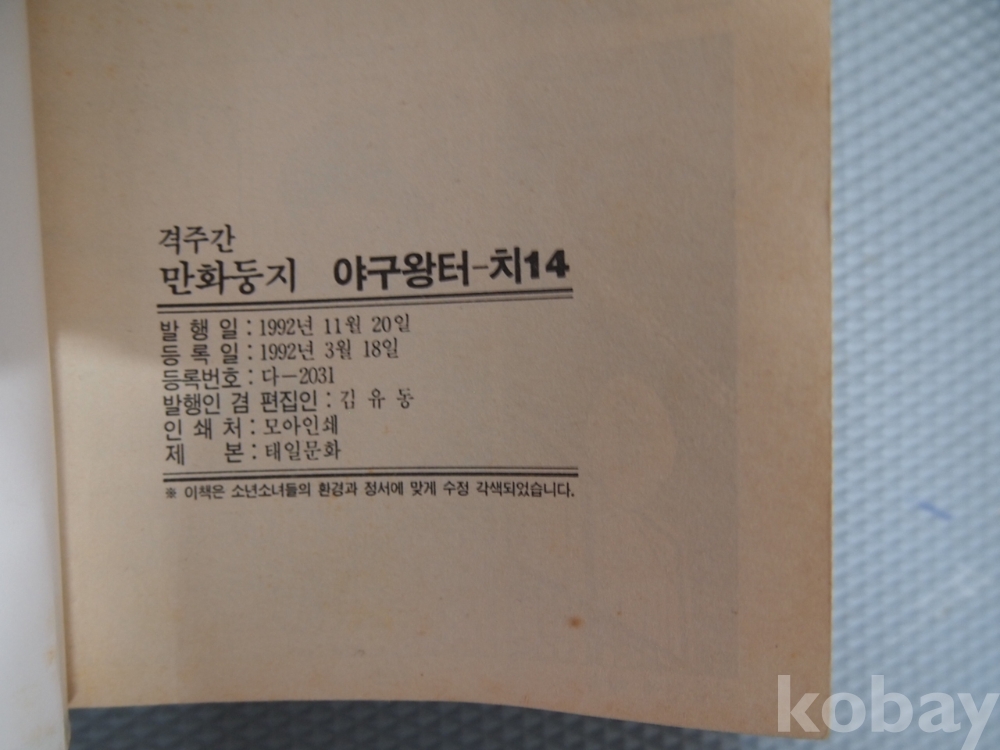 격주간
만화둥지 야구왕터-치14
발 행 일 : 1992년 11월 20일
등 록 일 : 1992년 3월 18일
등록번호 : 다-2031
발행인 겸 편집인 : 김 유 동
인 쇄 처 : 모아인쇄
제 본 : 태일문화
※ 이책은 소년소녀들의 환경과 정서에 맞게 수정 각색되었습니다.
kobay